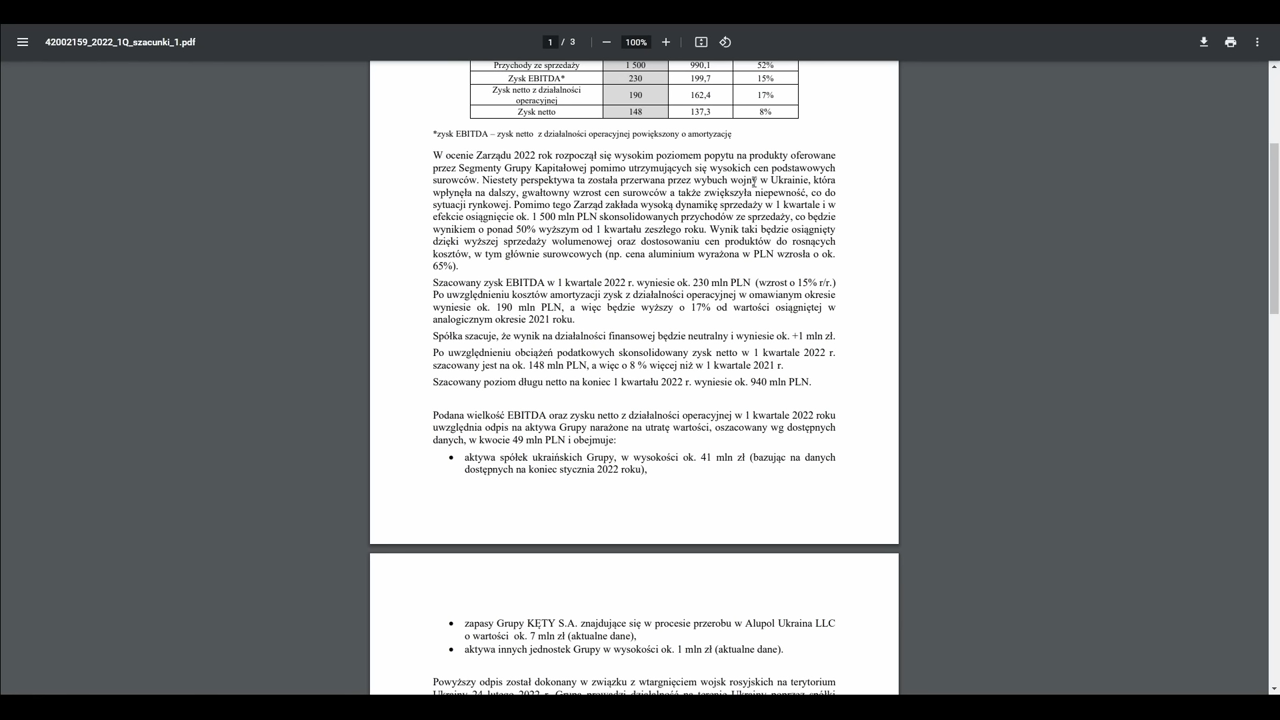 42002159_2022_1Q_szacunki_1.pdf 1 / 3 100%
Przychody ze sprzedaży 1 500 990,1 52%
Zysk EBITDA* 230 199,7 15%
Zysk netto z działalności operacyjnej 190 162,4 17%
Zysk netto 148 137,3 8%
*zysk EBITDA – zysk netto z działalności operacyjnej powiększony o amortyzację
W ocenie Zarządu 2022 rok rozpoczął się wysokim poziomem popytu na produkty oferowane
przez Segmenty Grupy Kapitałowej pomimo utrzymujących się wysokich cen podstawowych
surowców. Niestety perspektywa ta została przerwana przez wybuch wojny w Ukrainie, która
wpłynęła na dalszy, gwałtowny wzrost cen surowców a także zwiększyła niepewność, co do
sytuacji rynkowej. Pomimo tego Zarząd zakłada wysoką dynamikę sprzedaży w 1 kwartale i w
efekcie osiągnięcie ok. 1 500 mln PLN skonsolidowanych przychodów ze sprzedaży, co będzie
wynikiem o ponad 50% wyższym od 1 kwartału zeszłego roku. Wynik taki będzie osiągnięty
dzięki wyższej sprzedaży wolumenowej oraz dostosowaniu cen produktów do rosnących
kosztów, w tym głównie surowcowych (np. cena aluminium wyrażona w PLN wzrosła o ok.
65%).
Szacowany zysk EBITDA w 1 kwartale 2022 r. wyniesie ok. 230 mln PLN (wzrost o 15% r/r.)
Po uwzględnieniu kosztów amortyzacji zysk z działalności operacyjnej w omawianym okresie
wyniesie ok. 190 mln PLN, a więc będzie wyższy o 17% od wartości osiągniętej w
analogicznym okresie 2021 roku.
Spółka szacuje, że wynik na działalności finansowej będzie neutralny i wyniesie ok. +1 mln zł.
Po uwzględnieniu obciążeń podatkowych skonsolidowany zysk netto w 1 kwartale 2022 r.
szacowany jest na ok. 148 mln PLN, a więc o 8 % więcej niż w 1 kwartale 2021 r.
Szacowany poziom długu netto na koniec 1 kwartału 2022 r. wyniesie ok. 940 mln PLN.
Podana wielkość EBITDA oraz zysku netto z działalności operacyjnej w 1 kwartale 2022 roku
uwzględnia odpis na aktywa Grupy narażone na utratę wartości, oszacowany wg dostępnych
danych, w kwocie 49 mln PLN i obejmuje:
• aktywa spółek ukraińskich Grupy, w wysokości ok. 41 mln zł (bazując na danych
dostępnych na koniec stycznia 2022 roku),
• zapasy Grupy KĘTY S.A. znajdujące się w procesie przerobu w Alupol Ukraina LLC
o wartości ok. 7 mln zł (aktualne dane),
• aktywa innych jednostek Grupy w wysokości ok. 1 mln zł (aktualne dane).
Powyższy odpis został dokonany w związku z wtargnięciem wojsk rosyjskich na terytorium
Ukrainy 24 lutego 2022 r. Grupa prowadzi działalność na terenie Ukrainy poprzez spółki